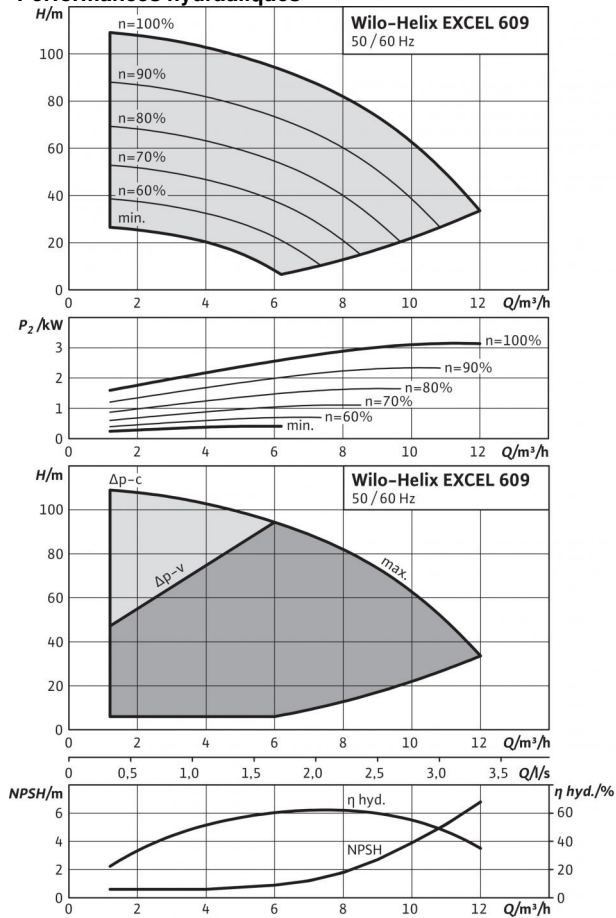 Performances hydrauliques
H/m
Wilo-Helix EXCEL 609
50 / 60 Hz
n=100%
100
n=90%
80
n=80%
60
n=70%
40
n=60%
min.
20
0
0 2 4 6 8 10 12 Q/m³/h
P₂ /kW
3
n=100%
n=90%
2
n=80%
n=70%
1
n=60%
min.
0
0 2 4 6 8 10 12 Q/m³/h
H/m
Δp-c
Wilo-Helix EXCEL 609
50 / 60 Hz
100
80
Δp-v
max.
60
40
20
0
0 2 4 6 8 10 12 Q/m³/h
0 0,5 1,0 1,5 2,0 2,5 3,0 3,5 Q/l/s
NPSH/m
η hyd./%
η hyd.
6 60
4 40
NPSH
2 20
0 0
0 2 4 6 8 10 12 Q/m³/h